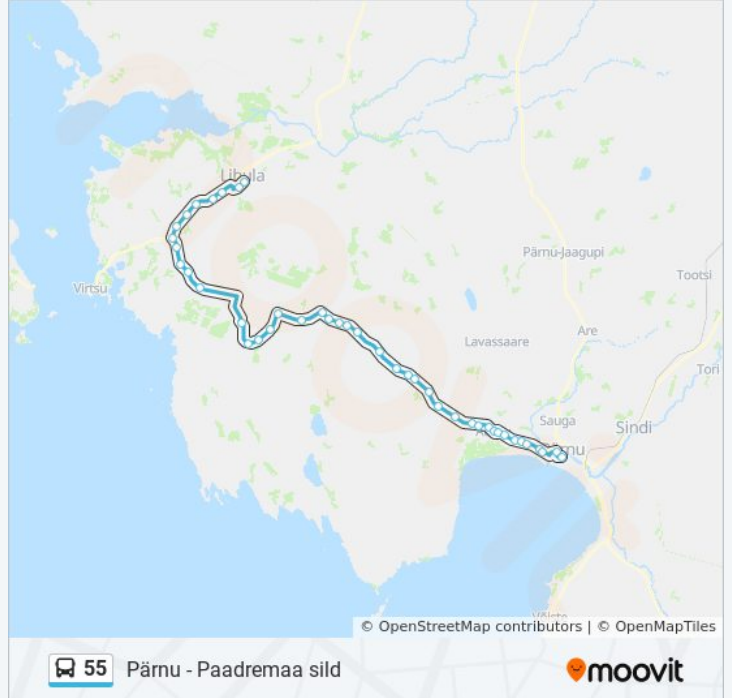 Lihula
Pärnu-Jaagupi
Tootsi
Virtsu
Are
Lavassaare
Tori
Sauga
Sindi
© OpenStreetMap contributors | © OpenMapTiles
55 Pärnu - Paadremaa sild
moovit